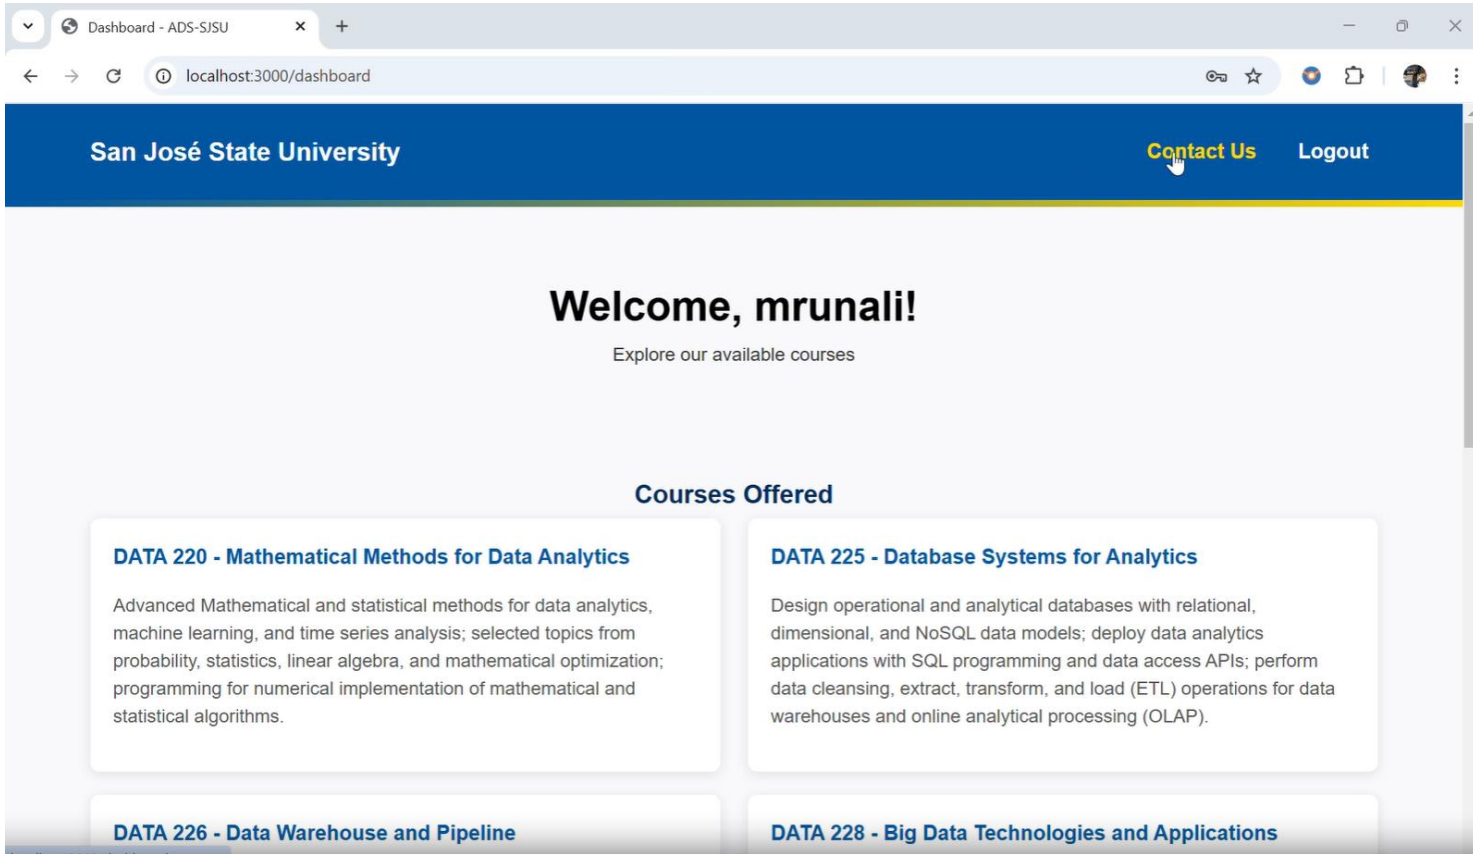 Dashboard - ADS-SJSU
localhost:3000/dashboard
San José State University
Contact Us
Logout
Welcome, mrunali!
Explore our available courses
Courses Offered
DATA 220 - Mathematical Methods for Data Analytics
Advanced Mathematical and statistical methods for data analytics,
machine learning, and time series analysis; selected topics from
probability, statistics, linear algebra, and mathematical optimization;
programming for numerical implementation of mathematical and
statistical algorithms.
DATA 225 - Database Systems for Analytics
Design operational and analytical databases with relational,
dimensional, and NoSQL data models; deploy data analytics
applications with SQL programming and data access APIs; perform
data cleansing, extract, transform, and load (ETL) operations for data
warehouses and online analytical processing (OLAP).
DATA 226 - Data Warehouse and Pipeline
DATA 228 - Big Data Technologies and Applications